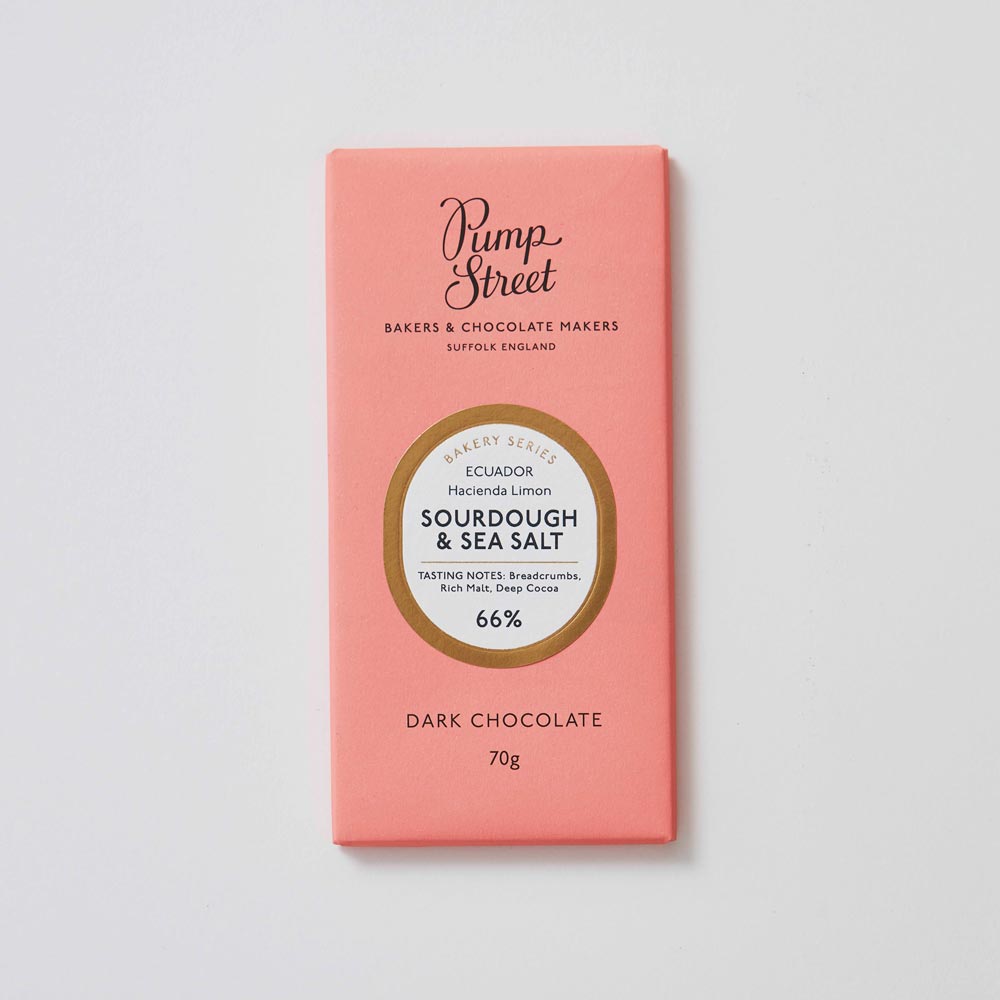 Pump
Street
BAKERS & CHOCOLATE MAKERS
SUFFOLK ENGLAND
BAKERY SERIES
ECUADOR
Hacienda Limon
SOURDOUGH
& SEA SALT
TASTING NOTES: Breadcrumbs,
Rich Malt, Deep Cocoa
66%
DARK CHOCOLATE
70g